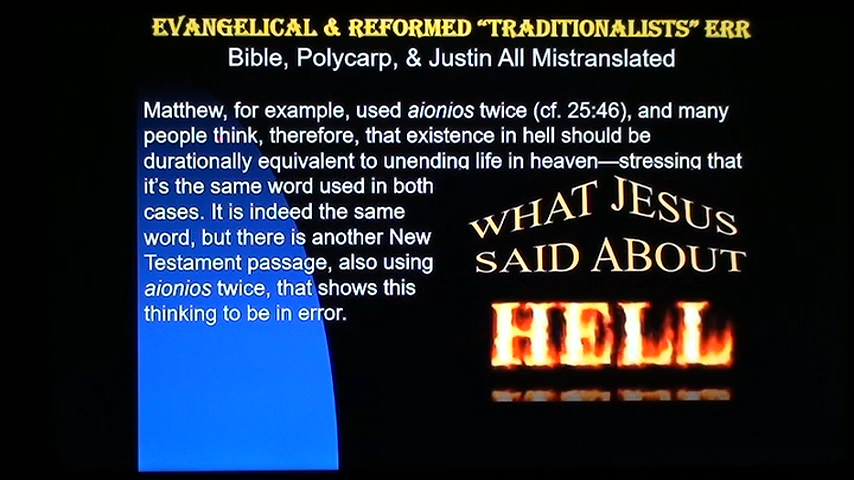 EVANGELICAL & REFORMED “TRADITIONALISTS” ERR
Bible, Polycarp, & Justin All Mistranslated
Matthew, for example, used aionios twice (cf. 25:46), and many
people think, therefore, that existence in hell should be
durationally equivalent to unending life in heaven—stressing that
it’s the same word used in both
cases. It is indeed the same
word, but there is another New
Testament passage, also using
aionios twice, that shows this
thinking to be in error.
WHAT JESUS
SAID ABOUT
HELL